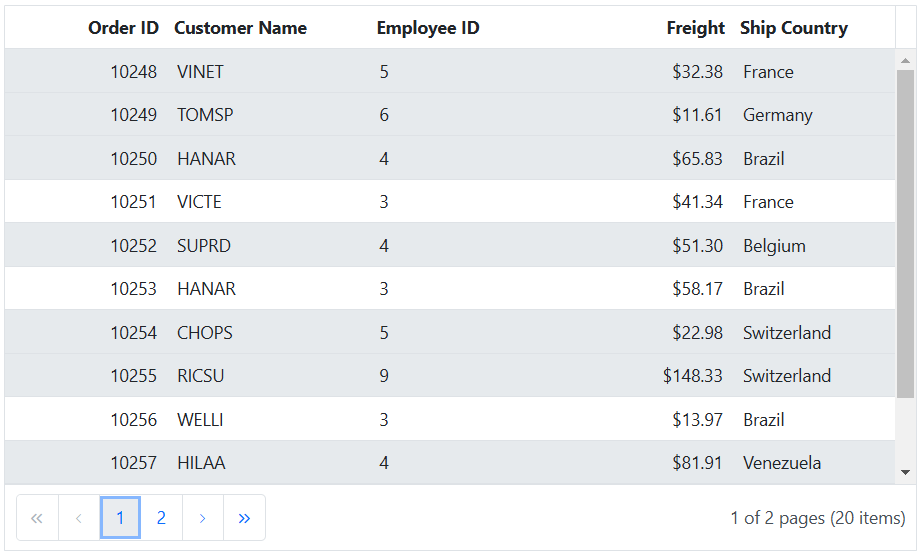 Order ID Customer Name Employee ID Freight Ship Country
10248 VINET 5 $32.38 France
10249 TOMSP 6 $11.61 Germany
10250 HANAR 4 $65.83 Brazil
10251 VICTE 3 $41.34 France
10252 SUPRD 4 $51.30 Belgium
10253 HANAR 3 $58.17 Brazil
10254 CHOPS 5 $22.98 Switzerland
10255 RICSU 9 $148.33 Switzerland
10256 WELLI 3 $13.97 Brazil
10257 HILAA 4 $81.91 Venezuela
« ‹ 1 2 › » 1 of 2 pages (20 items)